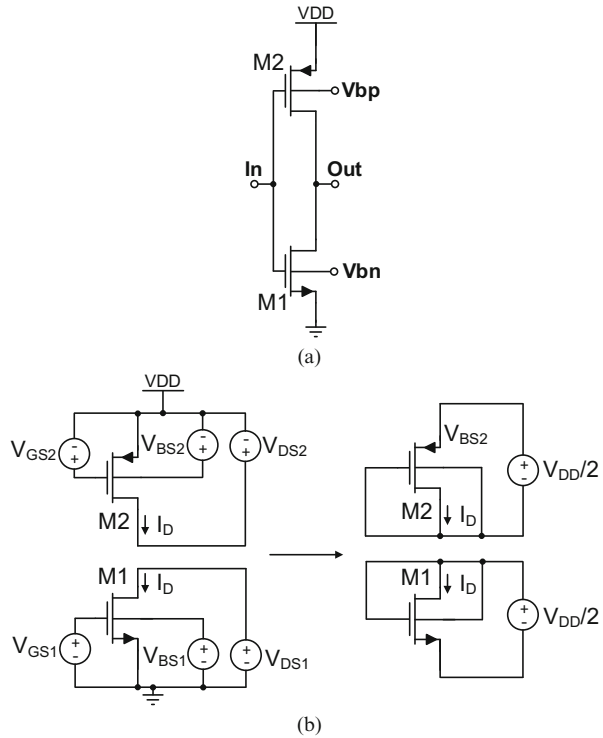 VDD
M2
Vbp
In
Out
Vbn
M1
(a)
VDD
VGS2
VBS2
VDS2
M2
ID
M1
ID
VGS1
VBS1
VDS1
VBS2
M2
ID
VDD/2
M1
ID
VDD/2
(b)